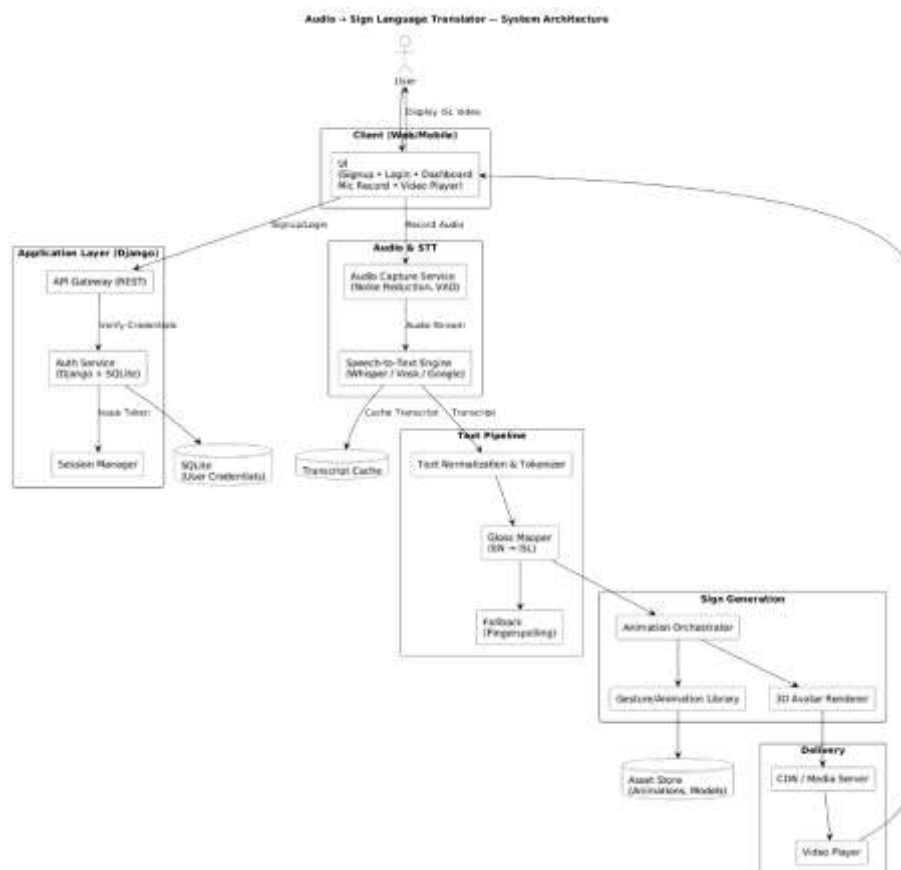 Audio → Sign Language Translator — System Architecture
User
Display ISL Video
Client (Web/Mobile)
UI
(Signup • Login • Dashboard
Mic Record • Video Player)
Signup/Login
Record Audio
Application Layer (Django)
API Gateway (REST)
Verify Credentials
Auth Service
(Django + SQLite)
Issue Token
Session Manager
SQLite
(User Credentials)
Audio & STT
Audio Capture Service
(Noise Reduction, VAD)
Audio Stream
Speech-to-Text Engine
(Whisper / Vosk / Google)
Cache Transcript
Transcript
Transcript Cache
Text Pipeline
Text Normalization & Tokenizer
Gloss Mapper
(EN → ISL)
Fallback
(Fingerspelling)
Sign Generation
Animation Orchestrator
Gesture/Animation Library
3D Avatar Renderer
Asset Store
(Animations, Models)
Delivery
CDN / Media Server
Video Player